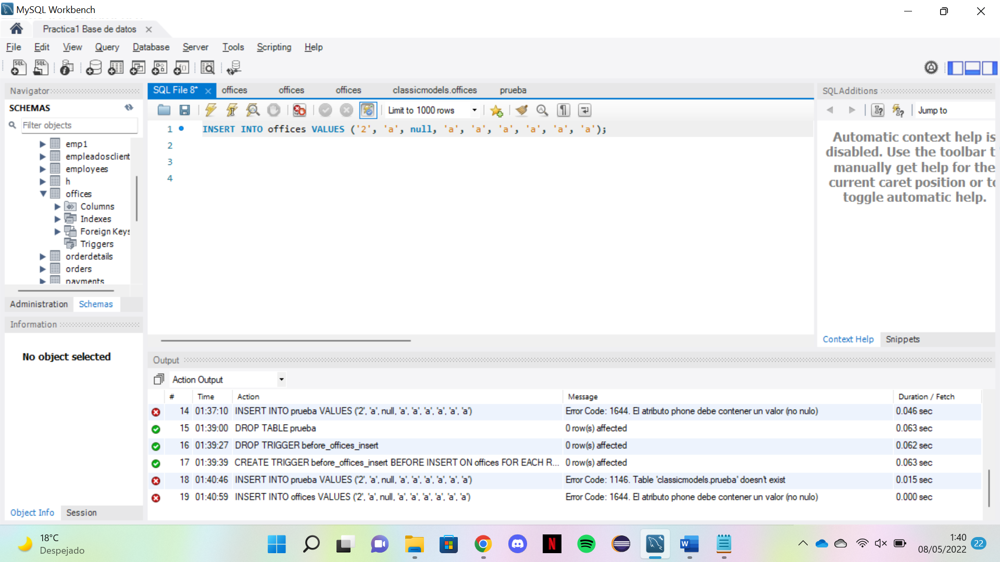 MySQL Workbench
Practica1 Base de datos
File Edit View Query Database Server Tools Scripting Help
Navigator
SCHEMAS
Filter objects
emp1
empleadosclient
employees
h
offices
Columns
Indexes
Foreign Keys
Triggers
orderdetails
orders
payments
Administration Schemas
Information
No object selected
Object Info Session
SQL File 8* offices offices offices classicmodels.offices prueba
Limit to 1000 rows
1 INSERT INTO offices VALUES ('2', 'a', null, 'a', 'a', 'a', 'a', 'a', 'a');
2
3
4
SQLAdditions
Jump to
Automatic context help is
disabled. Use the toolbar t
manually get help for the
current caret position or to
toggle automatic help.
Context Help Snippets
Output
Action Output
# Time Action Message Duration / Fetch
14 01:37:10 INSERT INTO prueba VALUES ('2', 'a', null, 'a', 'a', 'a', 'a', 'a', 'a') Error Code: 1644. El atributo phone debe contener un valor (no nulo) 0.046 sec
15 01:39:00 DROP TABLE prueba 0 row(s) affected 0.063 sec
16 01:39:27 DROP TRIGGER before_offices_insert 0 row(s) affected 0.062 sec
17 01:39:39 CREATE TRIGGER before_offices_insert BEFORE INSERT ON offices FOR EACH R... 0 row(s) affected 0.063 sec
18 01:40:46 INSERT INTO prueba VALUES ('2', 'a', null, 'a', 'a', 'a', 'a', 'a', 'a') Error Code: 1146. Table 'classicmodels.prueba' doesn't exist 0.015 sec
19 01:40:59 INSERT INTO offices VALUES ('2', 'a', null, 'a', 'a', 'a', 'a', 'a', 'a') Error Code: 1644. El atributo phone debe contener un valor (no nulo) 0.000 sec
18°C
Despejado
1:40
08/05/2022
22